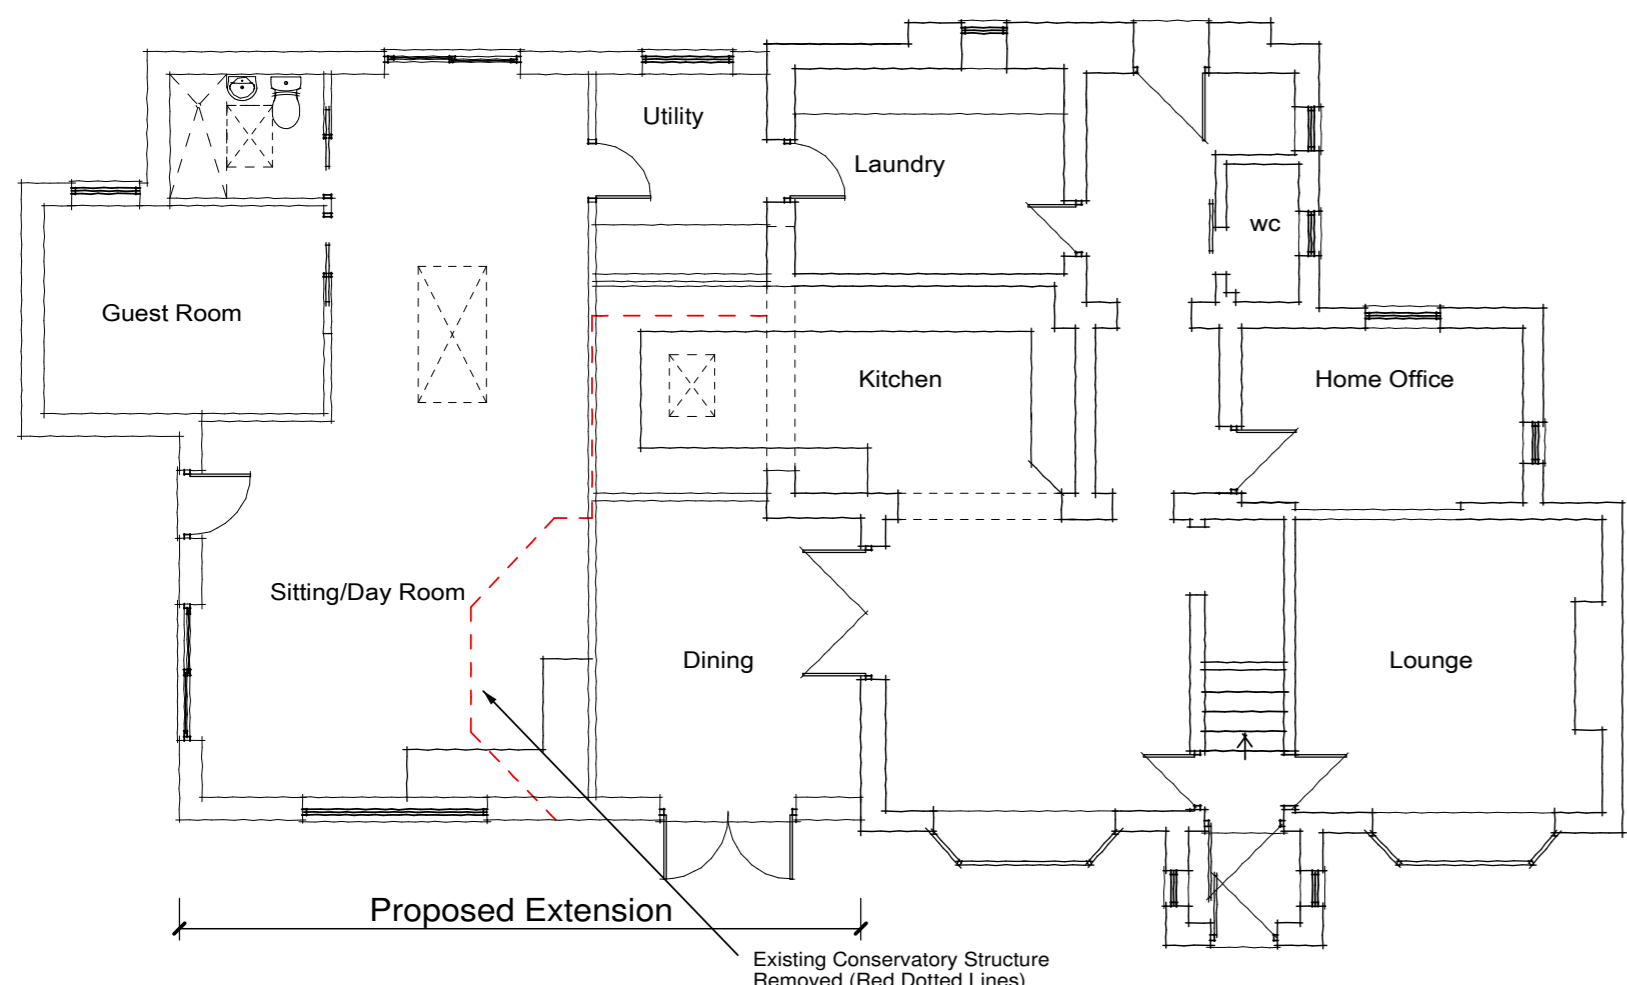 Utility
Laundry
wc
Guest Room
Kitchen
Home Office
Sitting/Day Room
Dining
Lounge
Proposed Extension
Existing Conservatory Structure
Removed (Red Dotted Lines)